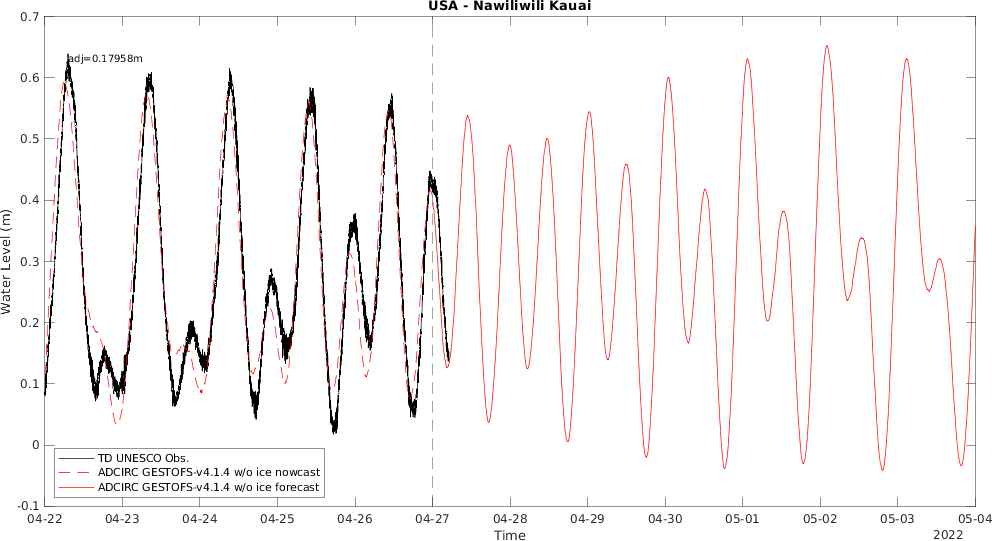 USA - Nawiliwili Kauai
adj=0.17958m
0.7
0.6
0.5
0.4
0.3
0.2
0.1
0
-0.1
Water Level (m)
TD UNESCO Obs.
ADCIRC GESTOFS-v4.1.4 w/o ice nowcast
ADCIRC GESTOFS-v4.1.4 w/o ice forecast
04-22 04-23 04-24 04-25 04-26 04-27 04-28 04-29 04-30 05-01 05-02 05-03 05-04
Time
2022